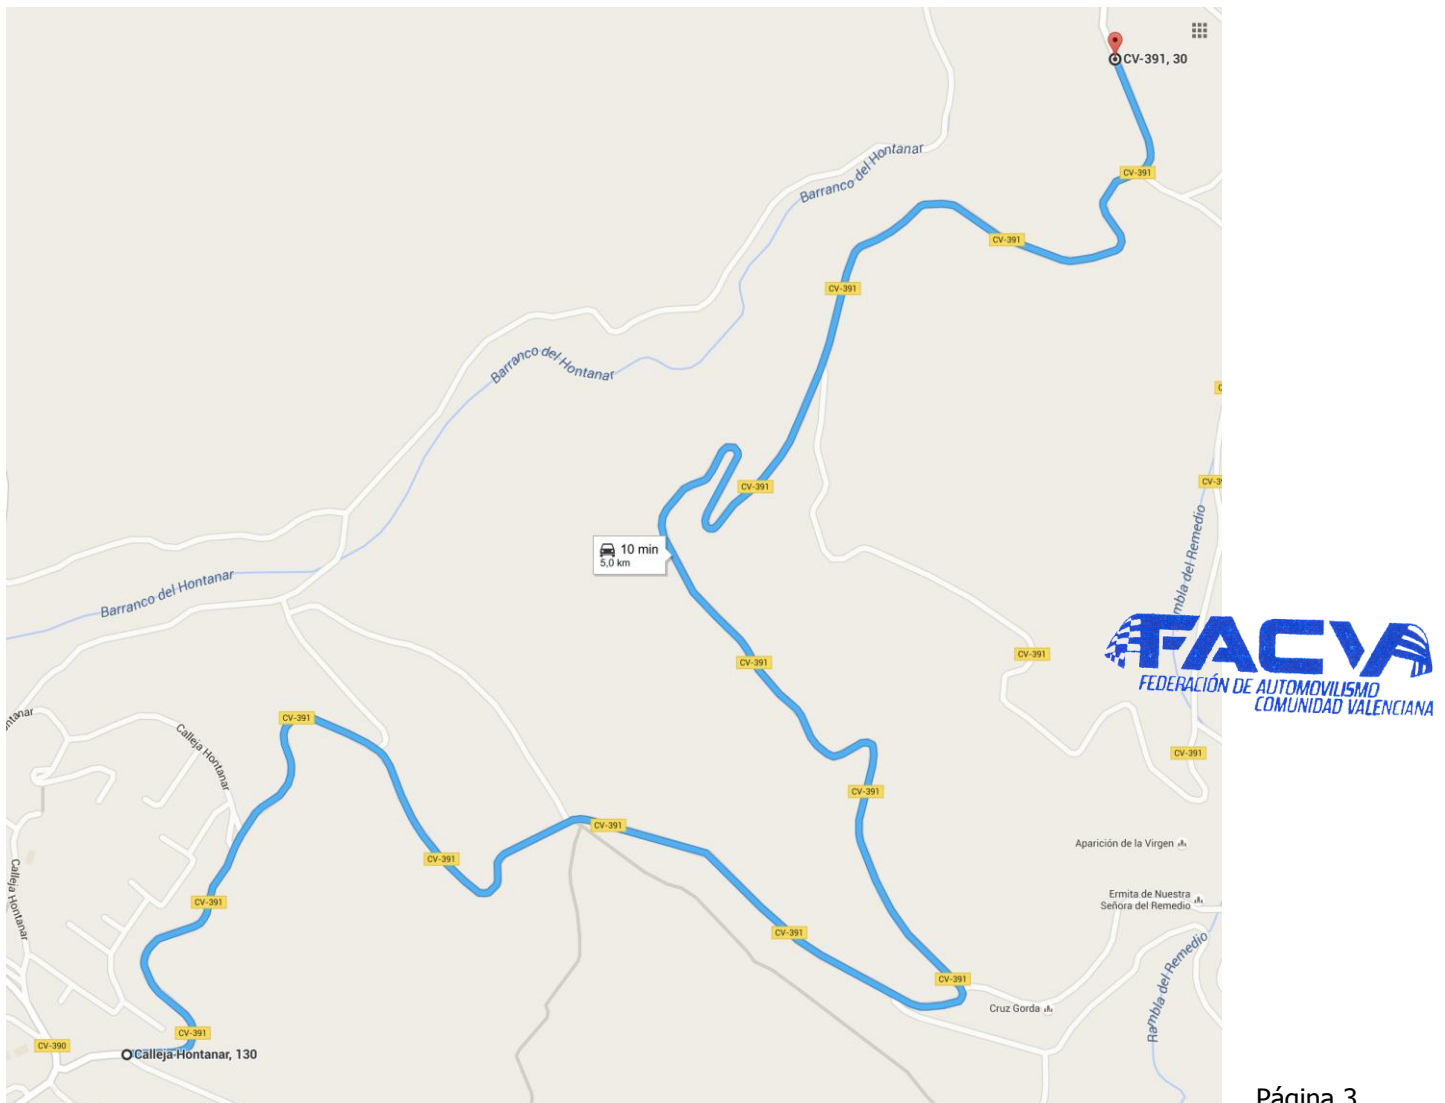 CV-391, 30
Barranco del Hontanar
CV-391
CV-391
CV-391
CV-391
Barranco del Hontanar
CV-391
10 min
5,0 km
Barranco del Hontanar
CV-391
CV-391
mbla del Remedio
FACVA
FEDERACIÓN DE AUTOMOVILISMO
COMUNIDAD VALENCIANA
CV-391
Calleja Hontanar
CV-391
CV-391
CV-391
Aparición de la Virgen
CV-391
Calleja Hontanar
CV-391
Ermita de Nuestra
Señora del Remedio
CV-391
Rambla del Remedio
CV-391
Cruz Gorda
CV-391
CV-390
Calleja Hontanar, 130
Página 3